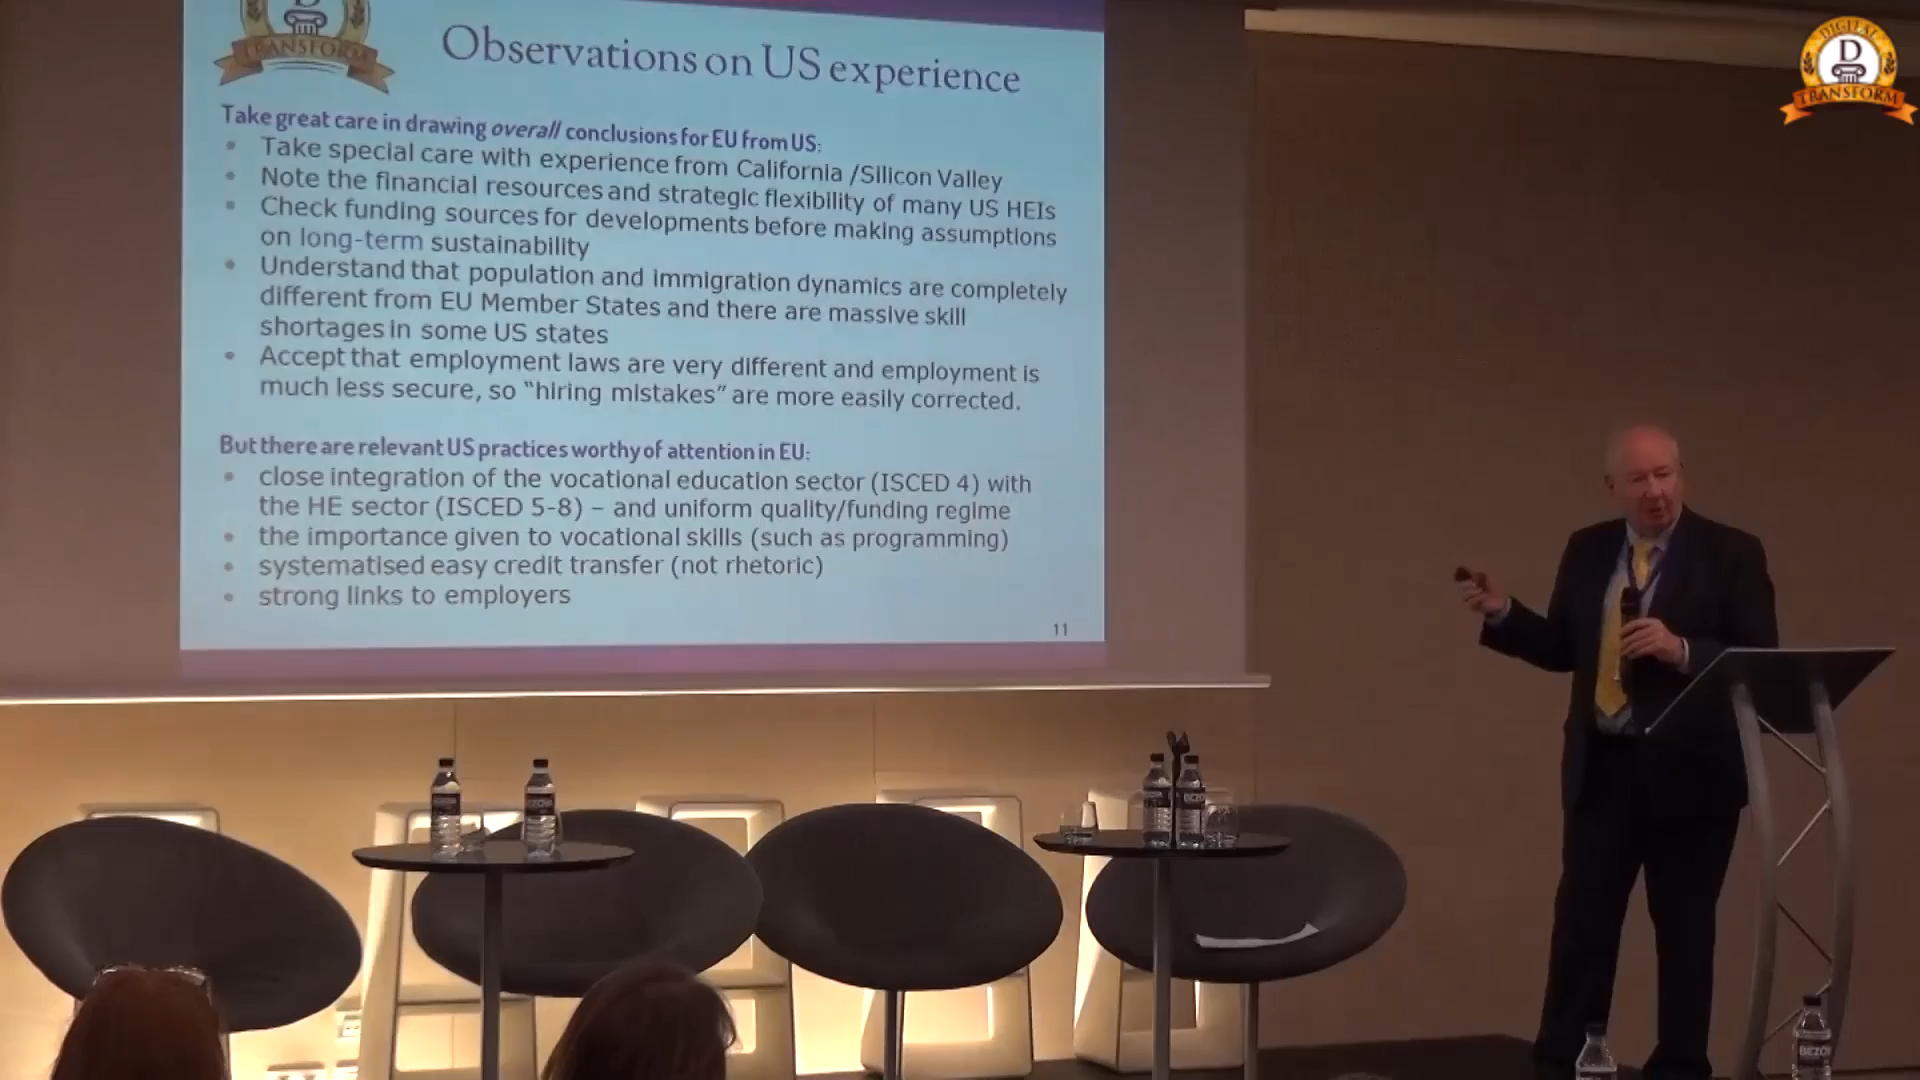 TRANSFORM
Observations on US experience
Take great care in drawing overall conclusions for EU from US:
• Take special care with experience from California /Silicon Valley
• Note the financial resources and strategic flexibility of many US HEIs
• Check funding sources for developments before making assumptions
on long-term sustainability
• Understand that population and immigration dynamics are completely
different from EU Member States and there are massive skill
shortages in some US states
• Accept that employment laws are very different and employment is
much less secure, so “hiring mistakes” are more easily corrected.
But there are relevant US practices worthy of attention in EU:
• close integration of the vocational education sector (ISCED 4) with
the HE sector (ISCED 5-8) – and uniform quality/funding regime
• the importance given to vocational skills (such as programming)
• systematised easy credit transfer (not rhetoric)
• strong links to employers
11
DIGITAL
D
TRANSFORM